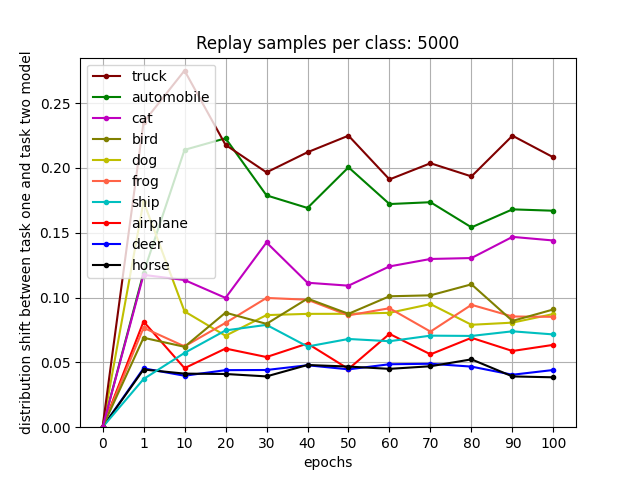 Replay samples per class: 5000
distribution shift between task one and task two model
0.25
0.20
0.15
0.10
0.05
0.00
truck
automobile
cat
bird
dog
frog
ship
airplane
deer
horse
0 1 10 20 30 40 50 60 70 80 90 100
epochs